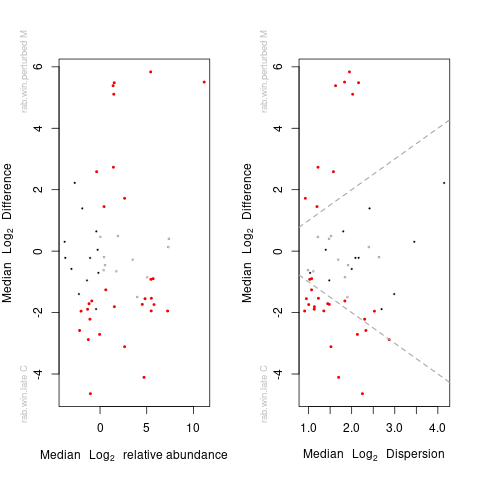 rab.win.perturbed M
rab.win.late C
Median Log2 Difference
6
4
2
0
-2
-4
0 5 10
Median Log2 relative abundance
rab.win.perturbed M
rab.win.late C
Median Log2 Difference
6
4
2
0
-2
-4
1.0 2.0 3.0 4.0
Median Log2 Dispersion